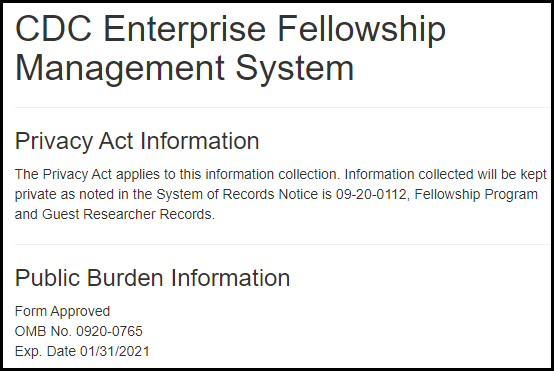 CDC Enterprise Fellowship
Management System
Privacy Act Information
The Privacy Act applies to this information collection. Information collected will be kept
private as noted in the System of Records Notice is 09-20-0112, Fellowship Program
and Guest Researcher Records.
Public Burden Information
Form Approved
OMB No. 0920-0765
Exp. Date 01/31/2021